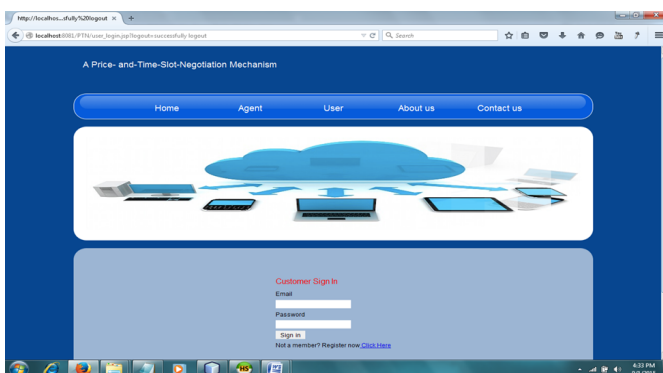 http://localhos...sfully%20logout
localhost:8081/PTN/user_login.jsp?logout=successfully logout
Search
A Price- and-Time-Slot-Negotiation Mechanism
Home Agent User About us Contact us
Customer Sign In
Email
Password
Sign in
Not a member? Register now Click Here
4:33 PM